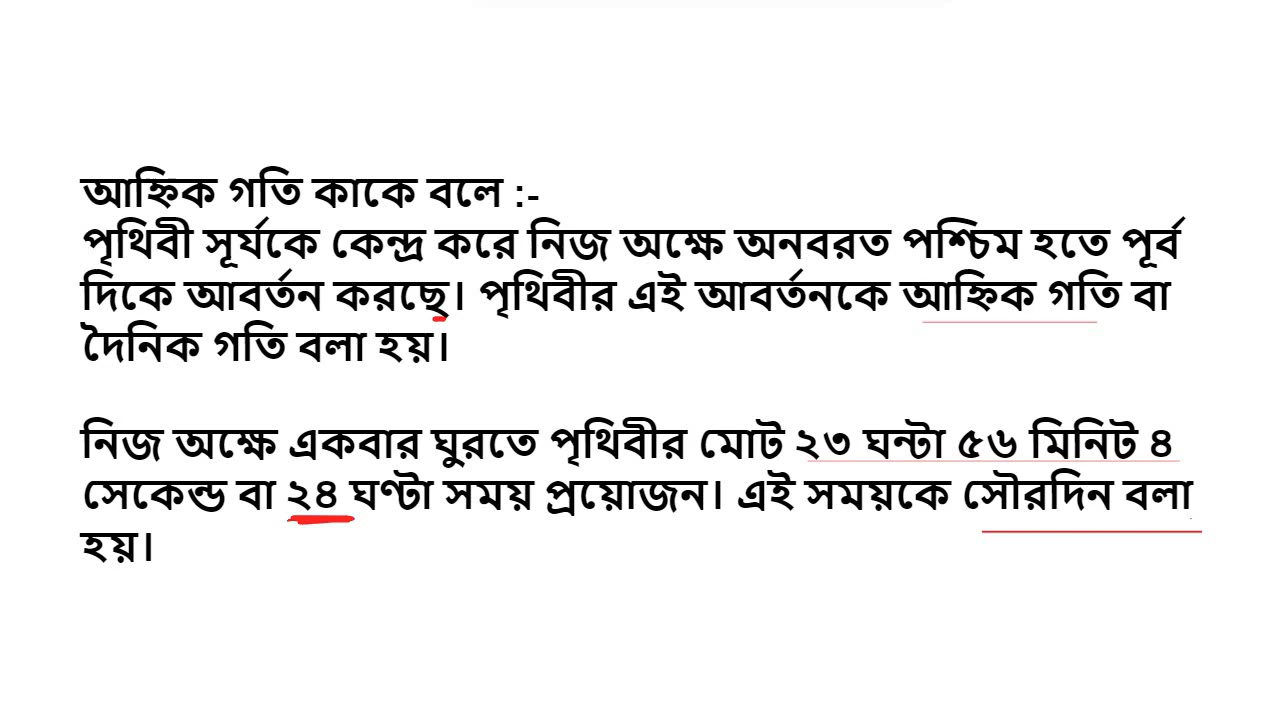 আহ্নিক গতি কাকে বলে :-
পৃথিবী সূর্যকে কেন্দ্র করে নিজ অক্ষে অনবরত পশ্চিম হতে পূর্ব
দিকে আবর্তন করছে। পৃথিবীর এই আবর্তনকে আহ্নিক গতি বা
দৈনিক গতি বলা হয়।
নিজ অক্ষে একবার ঘুরতে পৃথিবীর মোট ২৩ ঘন্টা ৫৬ মিনিট ৪
সেকেন্ড বা ২৪ ঘণ্টা সময় প্রয়োজন। এই সময়কে সৌরদিন বলা
হয়।